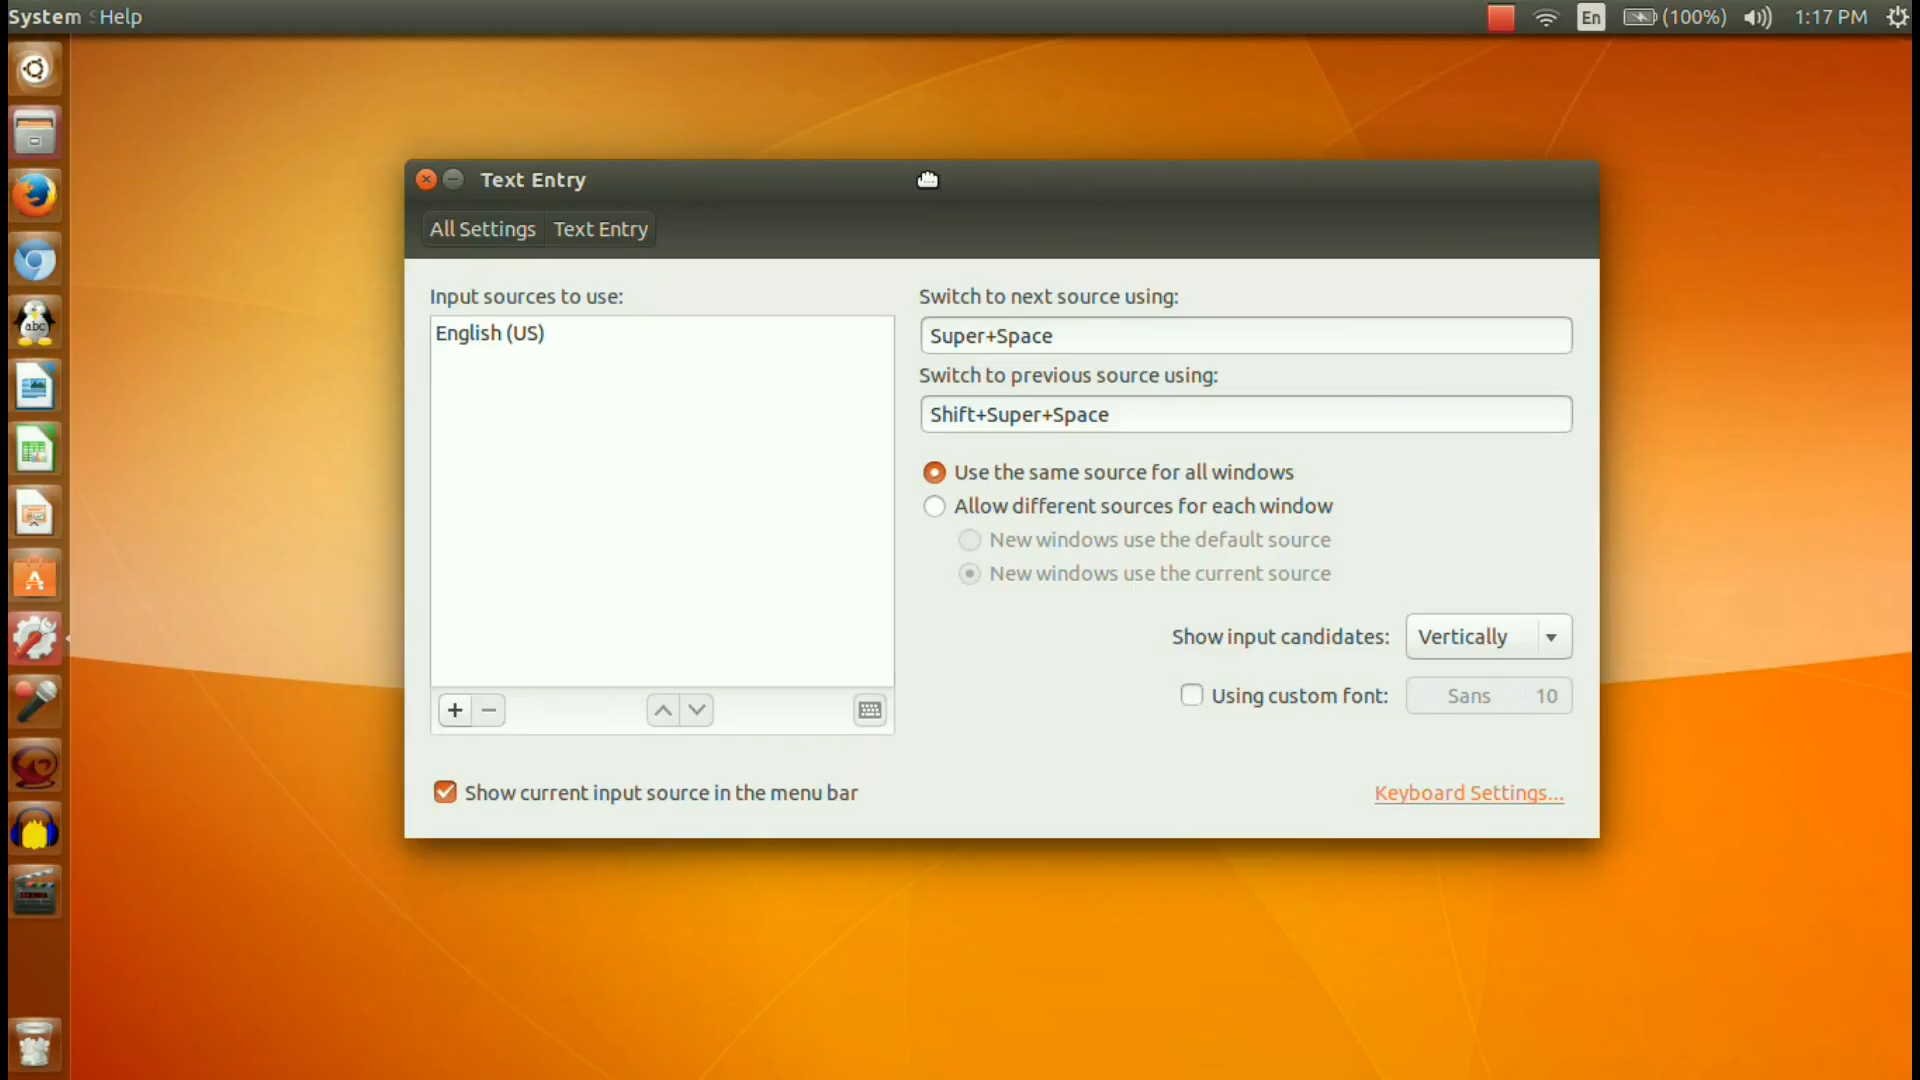 System Help
En (100%) 1:17 PM
Text Entry
All Settings Text Entry
Input sources to use:
English (US)
Switch to next source using:
Super+Space
Switch to previous source using:
Shift+Super+Space
Use the same source for all windows
Allow different sources for each window
New windows use the default source
New windows use the current source
Show input candidates: Vertically
Using custom font: Sans 10
Show current input source in the menu bar
Keyboard Settings...
abc